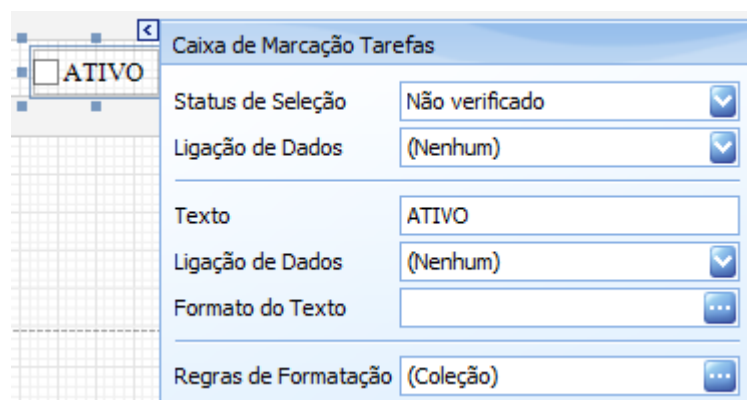 ATIVO
Caixa de Marcação Tarefas
Status de Seleção Não verificado
Ligação de Dados (Nenhum)
Texto ATIVO
Ligação de Dados (Nenhum)
Formato do Texto
Regras de Formatação (Coleção)